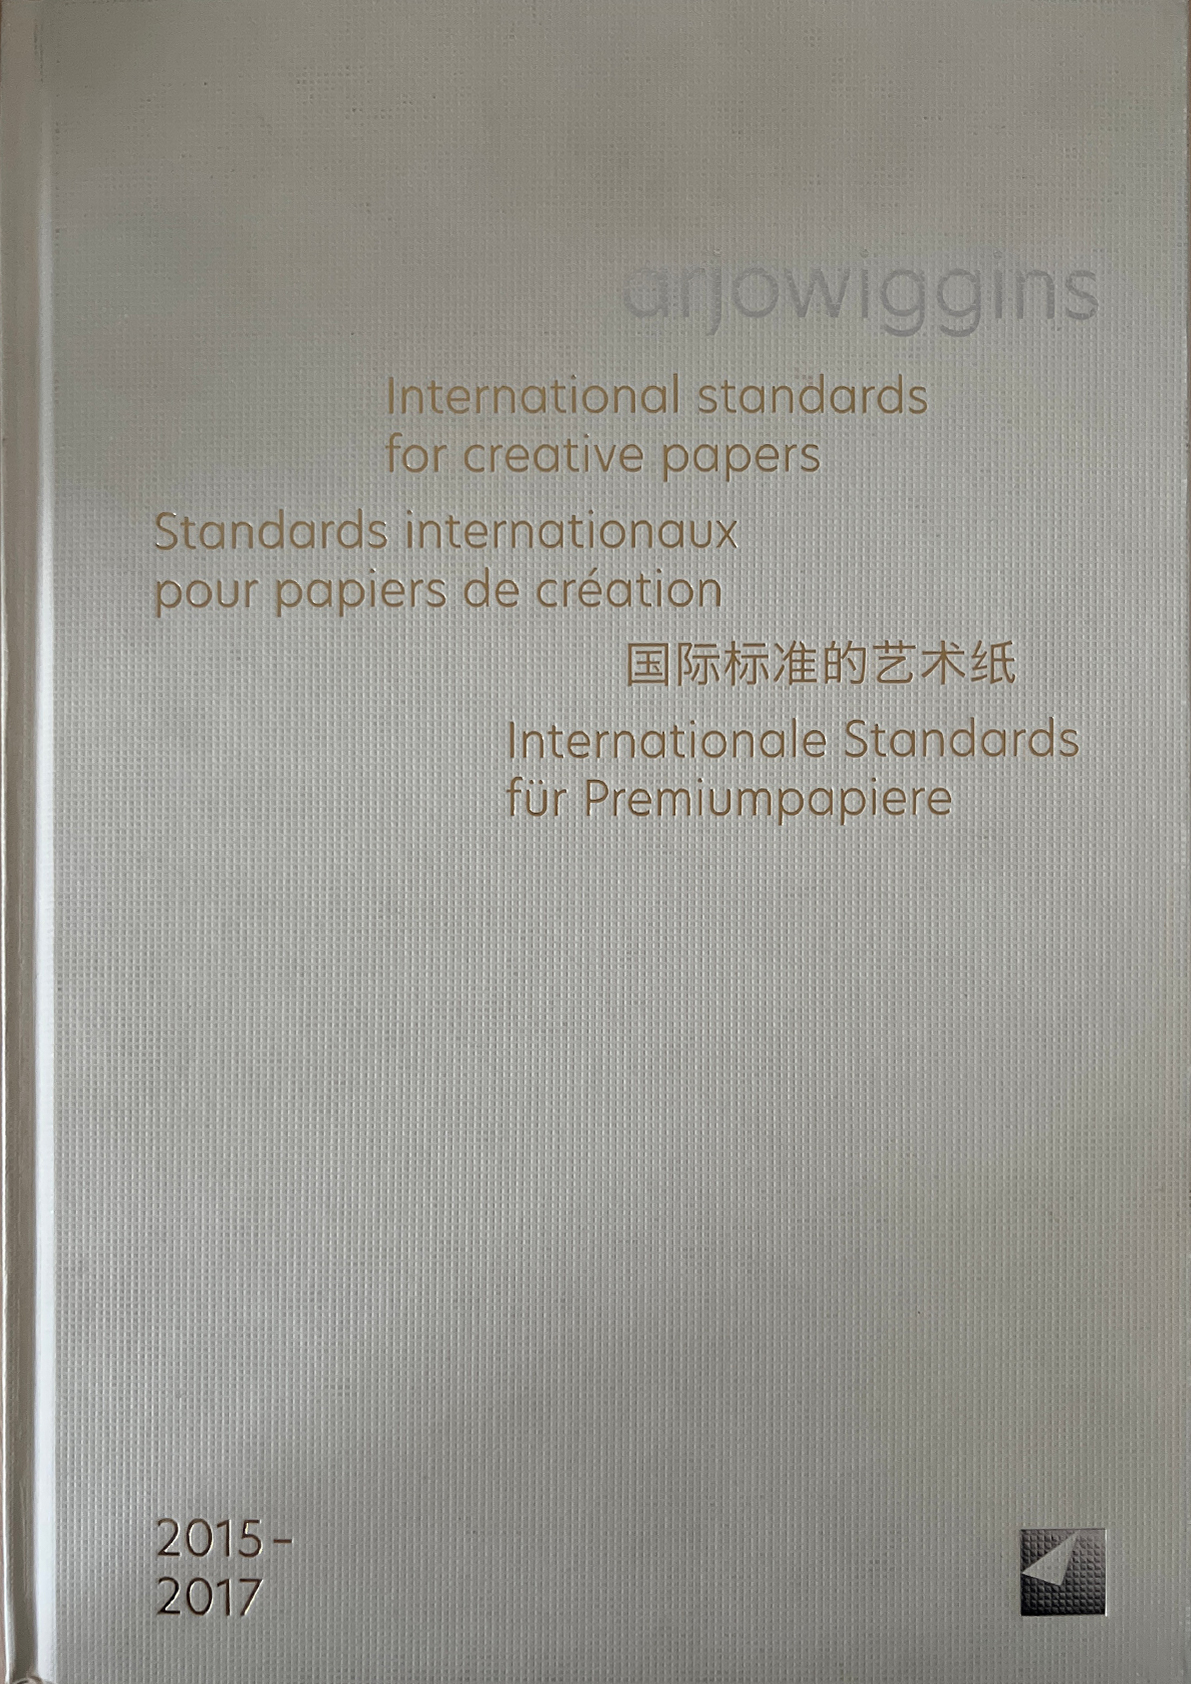 arjowiggins
International standards
for creative papers
Standards internationaux
pour papiers de création
国际标准的艺术纸
Internationale Standards
für Premiumpapiere
2015–
2017